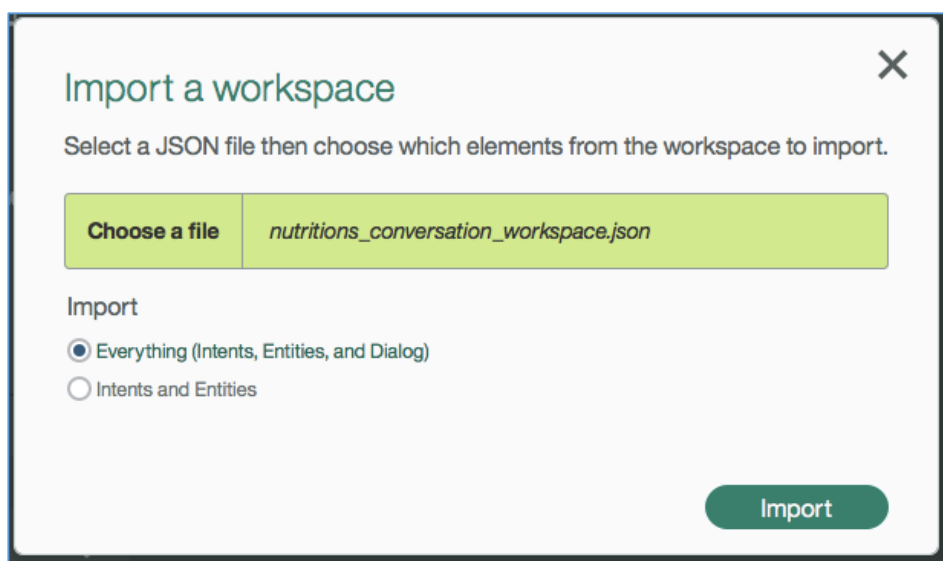 Import a workspace
Select a JSON file then choose which elements from the workspace to import.
Choose a file nutritions_conversation_workspace.json
Import
Everything (Intents, Entities, and Dialog)
Intents and Entities
Import